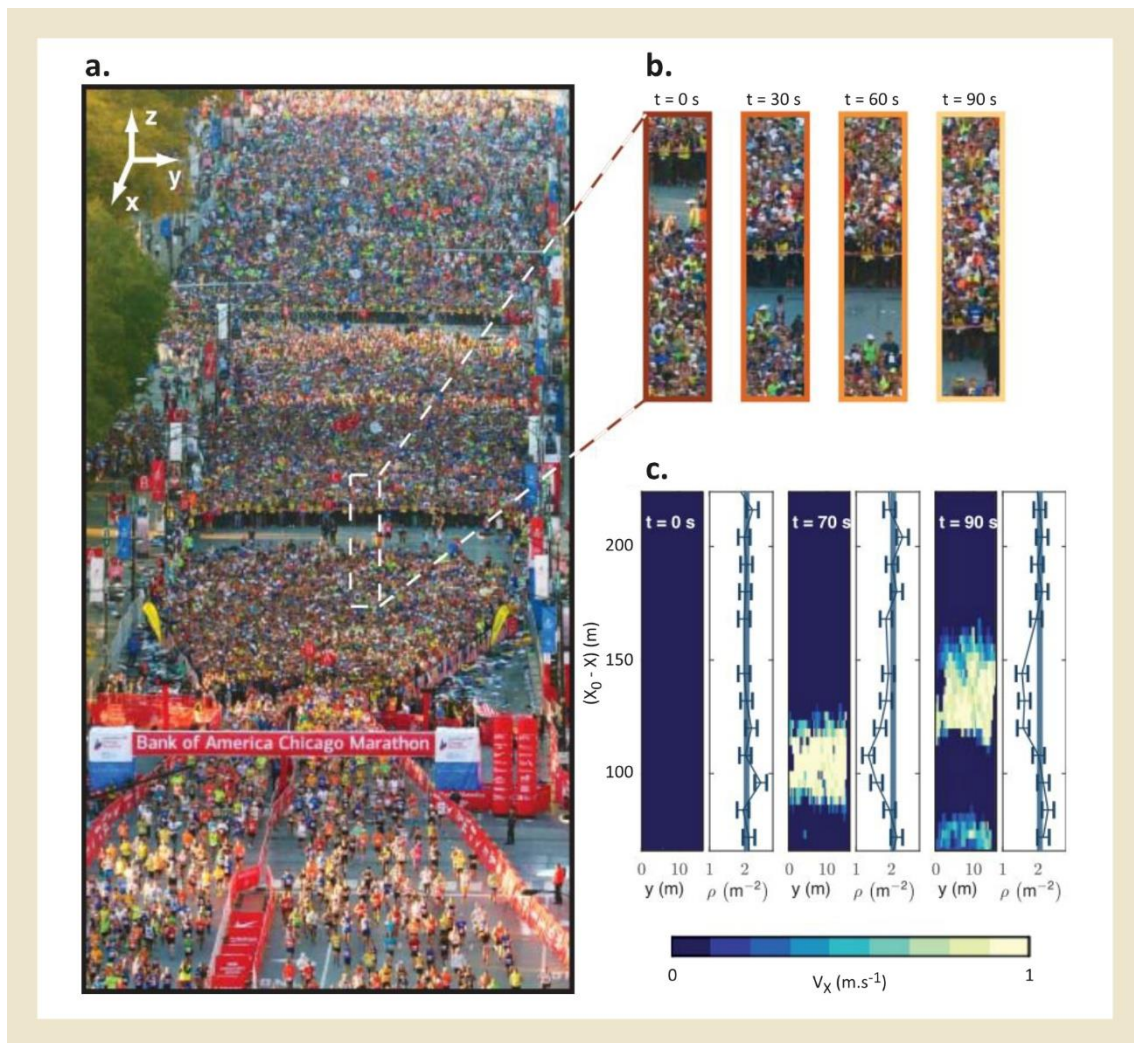 a.
z
y
x
Bank of America Chicago Marathon
b.
t = 0 s
t = 30 s
t = 60 s
t = 90 s
c.
t = 0 s
t = 70 s
t = 90 s
200
150
100
(X₀ - X) (m)
0 10 1 2 0 10 1 2 0 10 1 2
y (m) ρ (m⁻²) y (m) ρ (m⁻²) y (m) ρ (m⁻²)
0 1
Vₓ (m.s⁻¹)